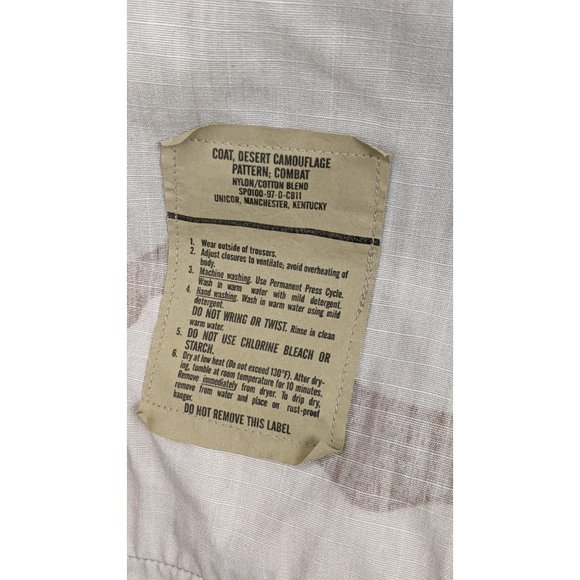 COAT, DESERT CAMOUFLAGE
PATTERN; COMBAT
NYLON/COTTON BLEND
SPO100-97-D-CB11
UNICOR, MANCHESTER, KENTUCKY
1. Wear outside of trousers.
2. Adjust closures to ventilate; avoid overheating of
body.
3. Machine washing. Use Permanent Press Cycle.
Wash in warm water with mild detergent.
4. Hand washing. Wash in warm water using mild
detergent.
DO NOT WRING OR TWIST. Rinse in clean
warm water.
5. DO NOT USE CHLORINE BLEACH OR
STARCH.
6. Dry at low heat (Do not exceed 130°F). After dry-
ing, tumble at room temperature for 10 minutes.
Remove immediately from dryer. To drip dry,
remove from water and place on rust-proof
hanger.
DO NOT REMOVE THIS LABEL